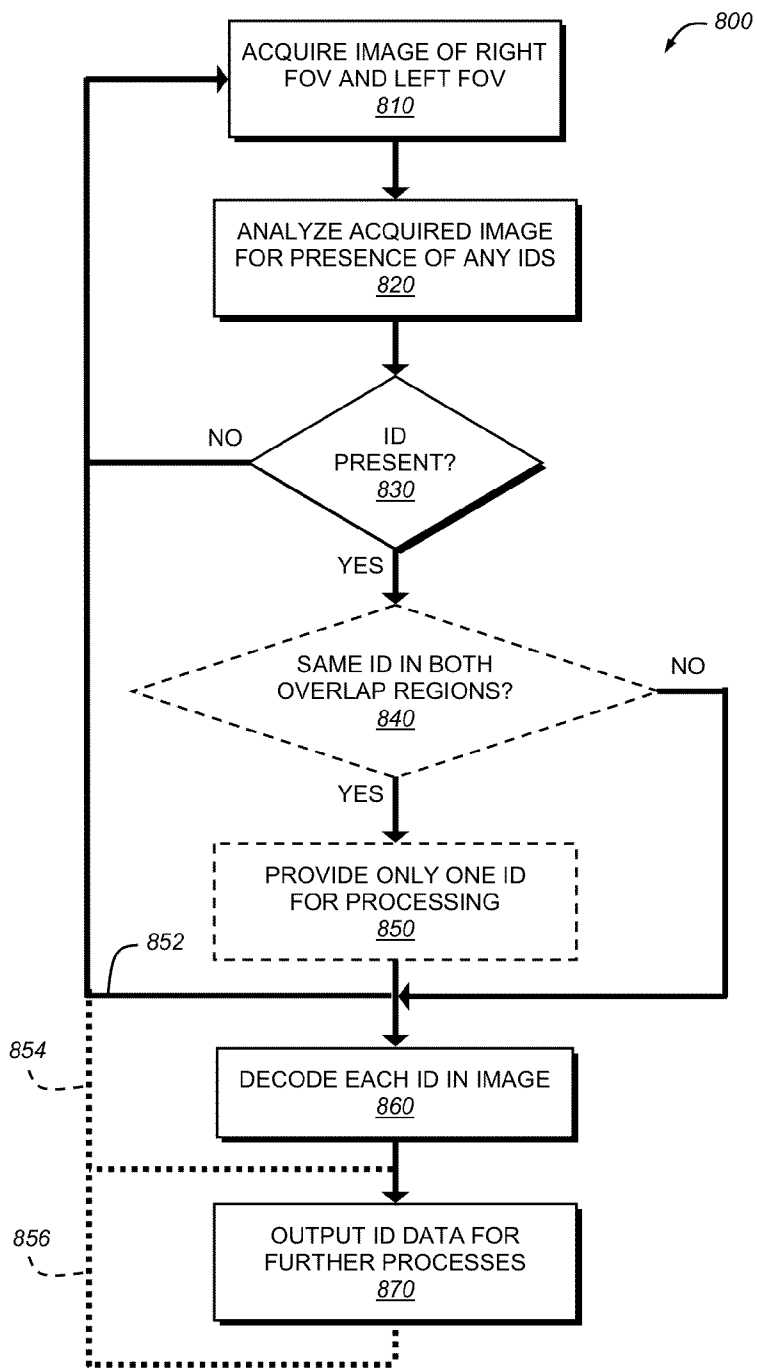 800
ACQUIRE IMAGE OF RIGHT
FOV AND LEFT FOV
810
ANALYZE ACQUIRED IMAGE
FOR PRESENCE OF ANY IDS
820
NO
ID
PRESENT?
830
YES
SAME ID IN BOTH
OVERLAP REGIONS?
840
NO
YES
PROVIDE ONLY ONE ID
FOR PROCESSING
850
852
854
DECODE EACH ID IN IMAGE
860
856
OUTPUT ID DATA FOR
FURTHER PROCESSES
870